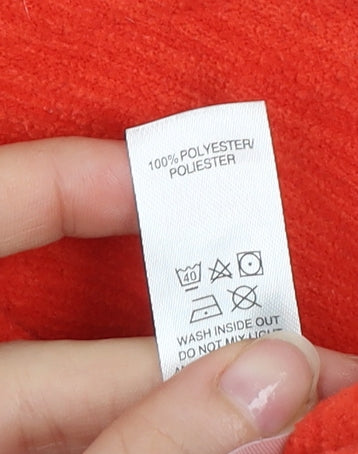 100% POLYESTER/
POLIESTER
40
WASH INSIDE OUT
DO NOT MIX LIGHT